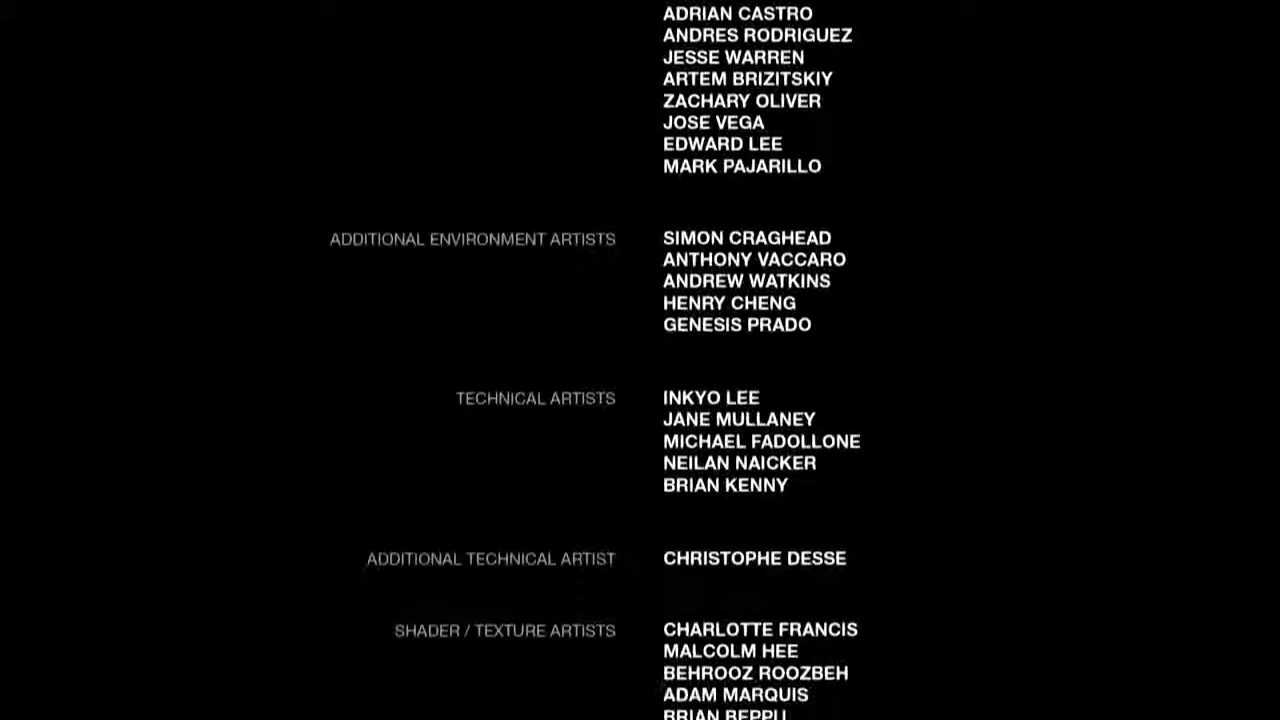 ADRIAN CASTRO
ANDRES RODRIGUEZ
JESSE WARREN
ARTEM BRIZITSKIY
ZACHARY OLIVER
JOSE VEGA
EDWARD LEE
MARK PAJARILLO
ADDITIONAL ENVIRONMENT ARTISTS SIMON CRAGHEAD
ANTHONY VACCARO
ANDREW WATKINS
HENRY CHENG
GENESIS PRADO
TECHNICAL ARTISTS INKYO LEE
JANE MULLANEY
MICHAEL FADOLLONE
NEILAN NAICKER
BRIAN KENNY
ADDITIONAL TECHNICAL ARTIST CHRISTOPHE DESSE
SHADER / TEXTURE ARTISTS CHARLOTTE FRANCIS
MALCOLM HEE
BEHROOZ ROOZBEH
ADAM MARQUIS
BRIAN BEPPU